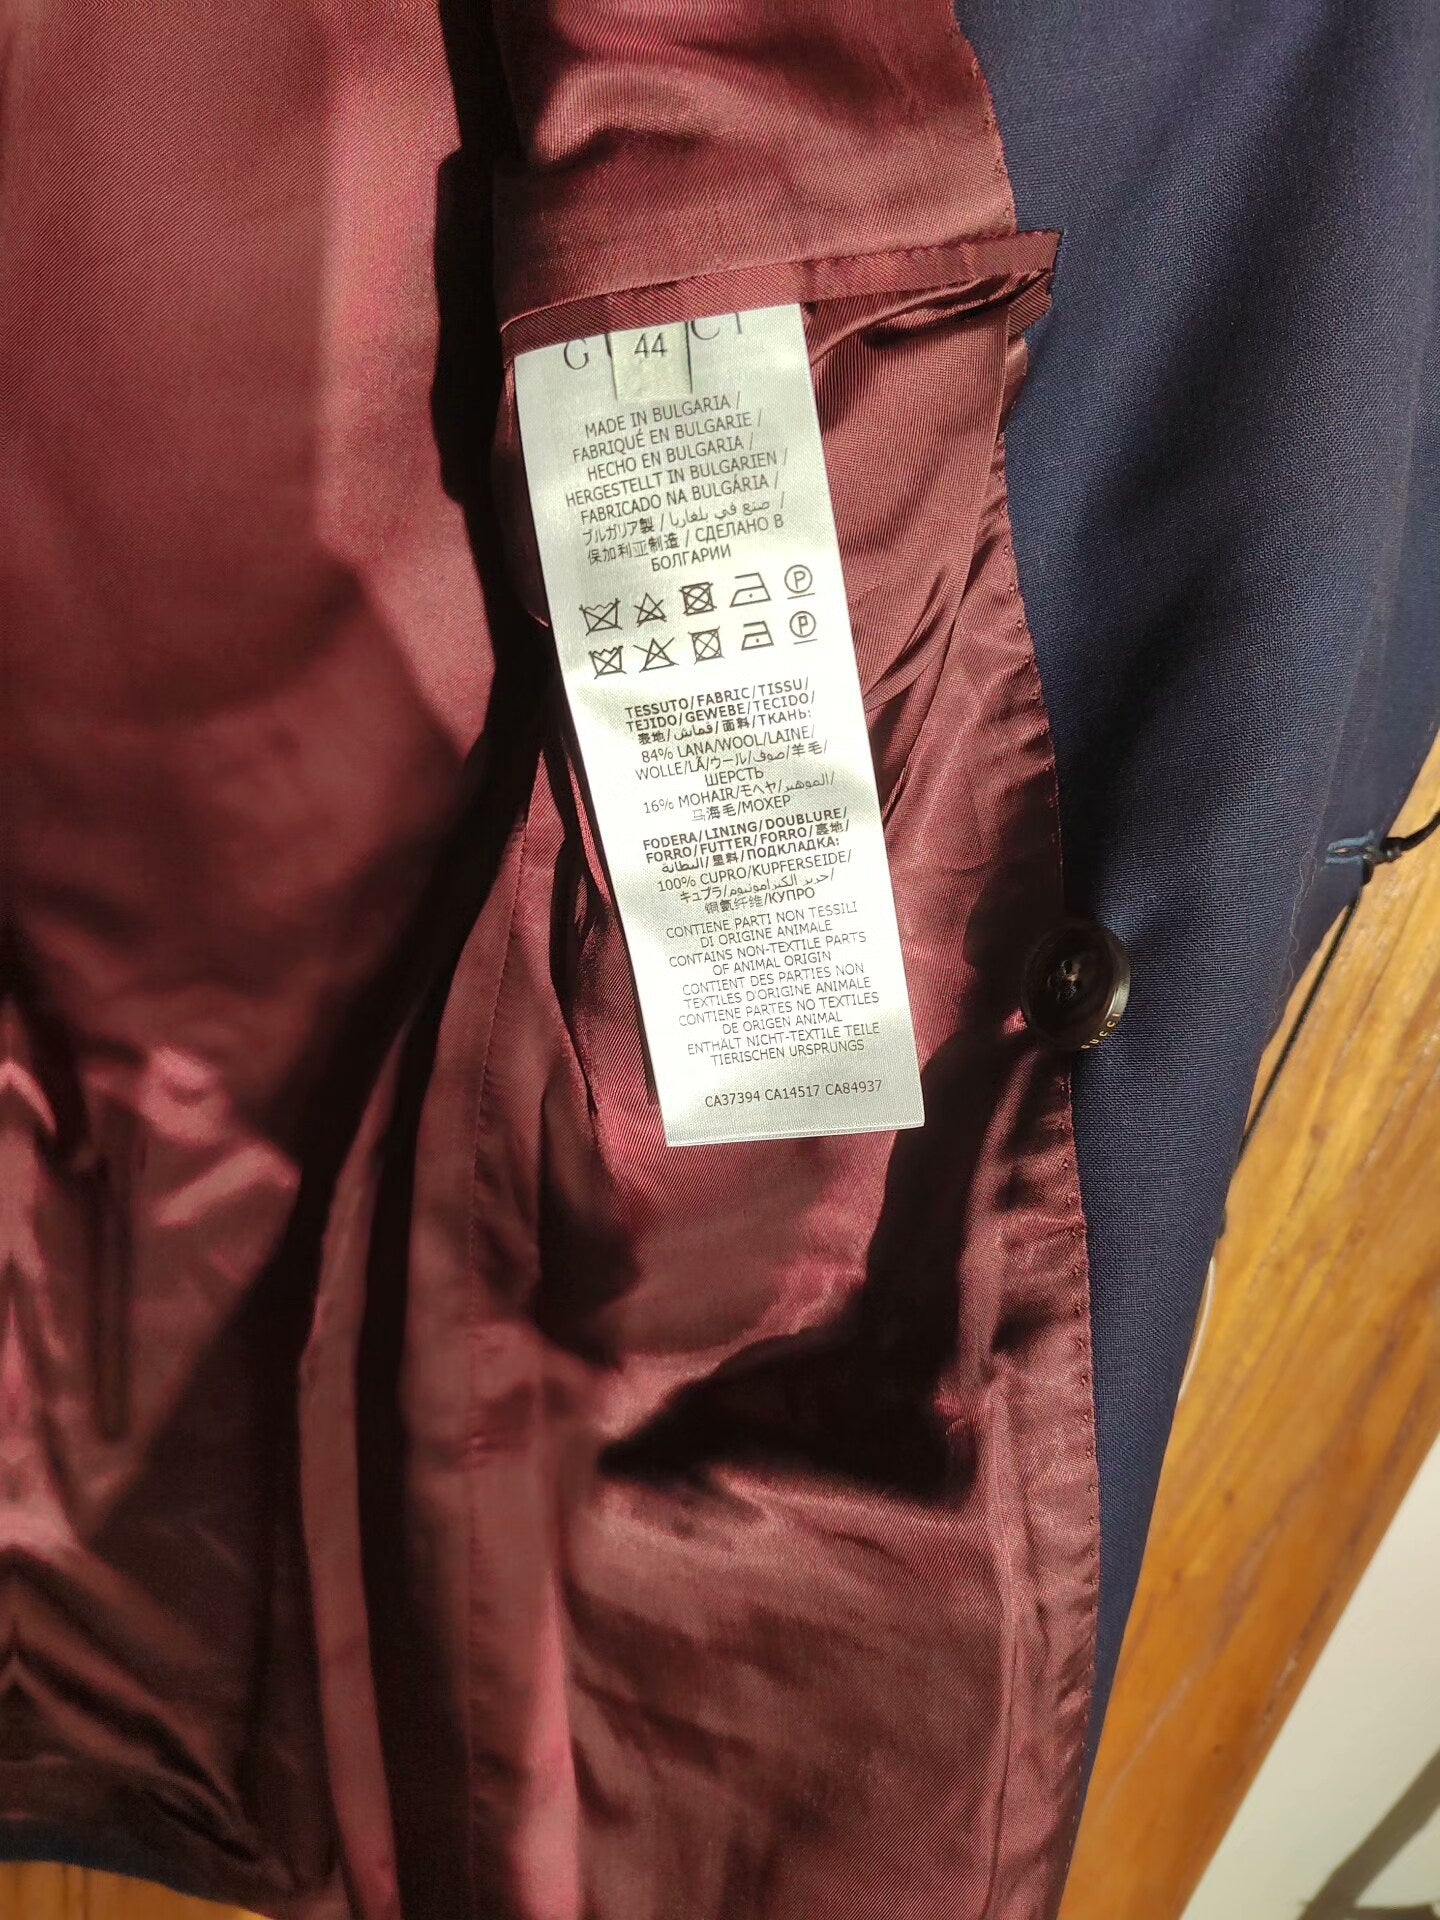 G CI
44
MADE IN BULGARIA /
FABRIQUÉ EN BULGARIE /
HECHO EN BULGARIA /
HERGESTELLT IN BULGARIEN /
FABRICADO NA BULGÁRIA /
ブルガリア製 / صنع في بلغاريا /
保加利亚制造 / СДЕЛАНО В
БОЛГАРИИ
TESSUTO/FABRIC/TISSU/
TEJIDO/GEWEBE/TECIDO/
表地/قماش/面料/ТКАНЬ:
84% LANA/WOOL/LAINE/
WOLLE/LÃ/ウール/صوف/羊毛/
ШЕРСТЬ
16% MOHAIR/モヘヤ/الموهير/
马海毛/МОХЕР
FODERA/LINING/DOUBLURE/
FORRO/FUTTER/FORRO/裏地/
البطانة/里料/ПОДКЛАДКА:
100% CUPRO/KUPFERSEIDE/
キュプラ/حرير الكبرامونيوم/
铜氨纤维/КУПРО
CONTIENE PARTI NON TESSILI
DI ORIGINE ANIMALE
CONTAINS NON-TEXTILE PARTS
OF ANIMAL ORIGIN
CONTIENT DES PARTIES NON
TEXTILES D'ORIGINE ANIMALE
CONTIENE PARTES NO TEXTILES
DE ORIGEN ANIMAL
ENTHÄLT NICHT-TEXTILE TEILE
TIERISCHEN URSPRUNGS
CA37394 CA14517 CA84937
GUCCI